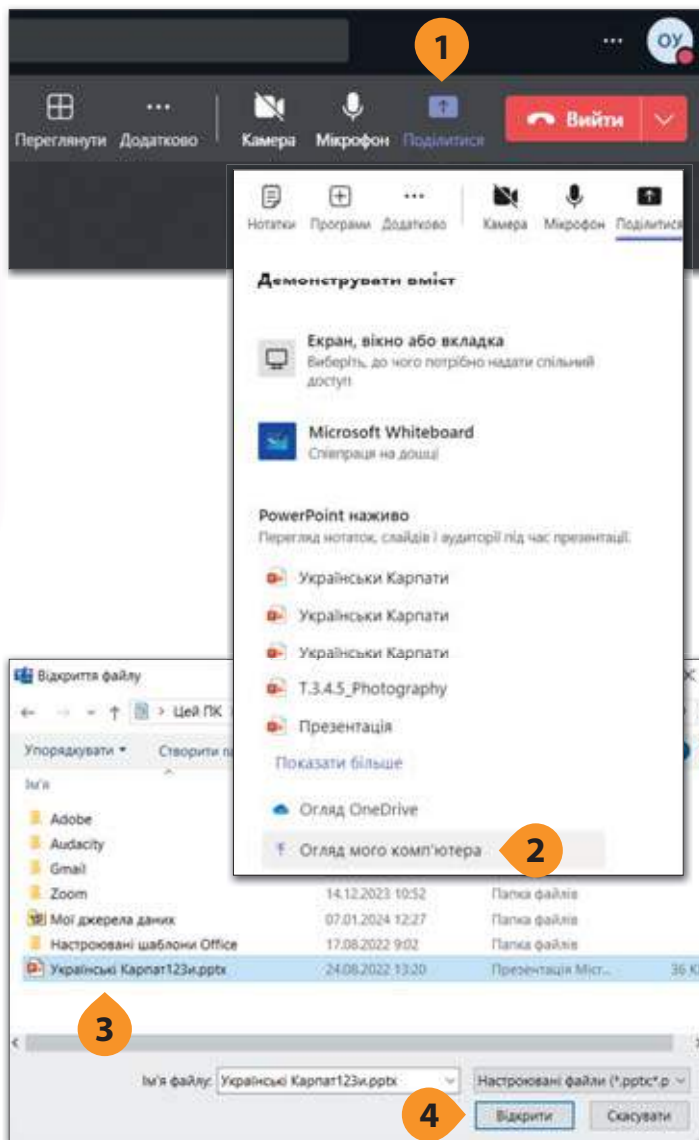 1
ОУ
Переглянути Додатково Камера Мікрофон Поділитися Вийти
Нотатки Програми Додатково Камера Мікрофон Поділитися
Демонструвати вміст
Екран, вікно або вкладка
Виберіть, до чого потрібно надати спільний
доступ
Microsoft Whiteboard
Співпраця на дошці
PowerPoint наживо
Перегляд нотаток, слайдів і аудиторії під час презентації.
Українськи Карпати
Українськи Карпати
Українськи Карпати
T.3.4.5_Photography
Презентація
Показати більше
Огляд OneDrive
Огляд мого комп'ютера 2
Відкриття файлу
Цей ПК
Упорядкувати Створити
Ім'я
Adobe
Audacity
Gmail
Zoom 14.12.2023 10:52 Папка файлів
Мої джерела даних 07.01.2024 12:27 Папка файлів
Настроювані шаблони Office 17.08.2022 9:02 Папка файлів
Українські Карпат123и.pptx 24.08.2022 13:20 Презентація Міcr... 36 К
3
Ім'я файлу: Українські Карпат123и.pptx Настроювані файли (*.pptx;*.p
4 Відкрити Скасувати